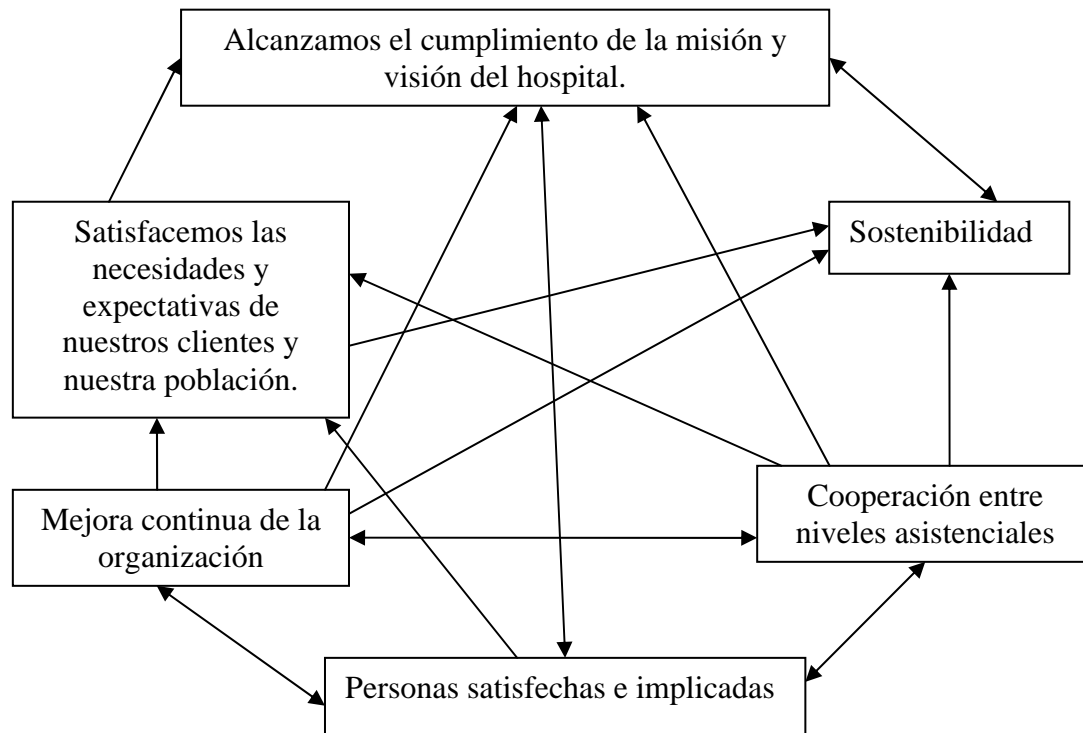 Alcanzamos el cumplimiento de la misión y
visión del hospital.
Satisfacemos las
necesidades y
expectativas de
nuestros clientes y
nuestra población.
Sostenibilidad
Mejora continua de la
organización
Cooperación entre
niveles asistenciales
Personas satisfechas e implicadas